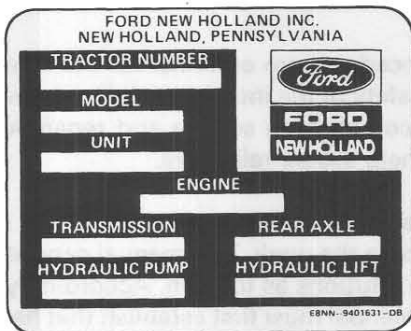 FORD NEW HOLLAND INC.
NEW HOLLAND, PENNSYLVANIA
TRACTOR NUMBER
MODEL
UNIT
Ford
FORD
NEW HOLLAND
ENGINE
TRANSMISSION
REAR AXLE
HYDRAULIC PUMP
HYDRAULIC LIFT
E8NN-9401631-DB